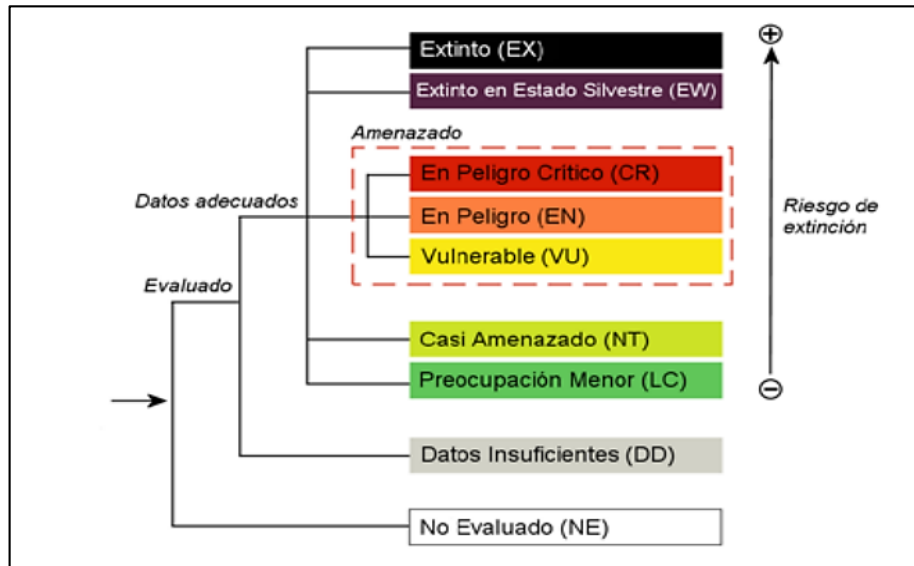 Extinto (EX)
Extinto en Estado Silvestre (EW)
Amenazado
En Peligro Critico (CR)
Datos adecuados
En Peligro (EN)
Riesgo de
extinción
Vulnerable (VU)
Evaluado
Casi Amenazado (NT)
Preocupación Menor (LC)
Datos Insuficientes (DD)
No Evaluado (NE)